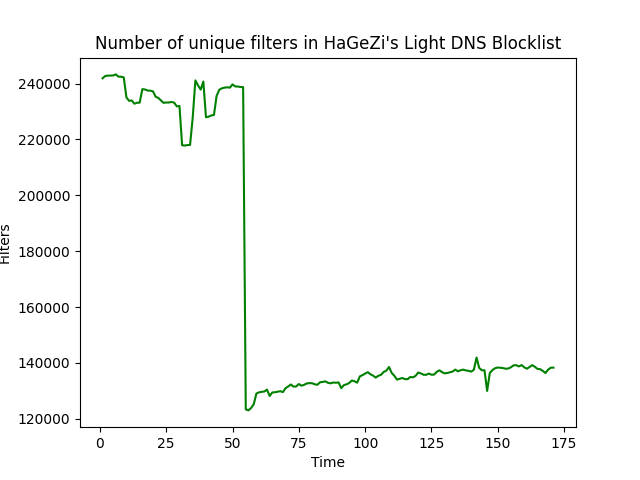 Number of unique filters in HaGeZi's Light DNS Blocklist
240000
220000
200000
180000
160000
140000
120000
Filters
0 25 50 75 100 125 150 175
Time